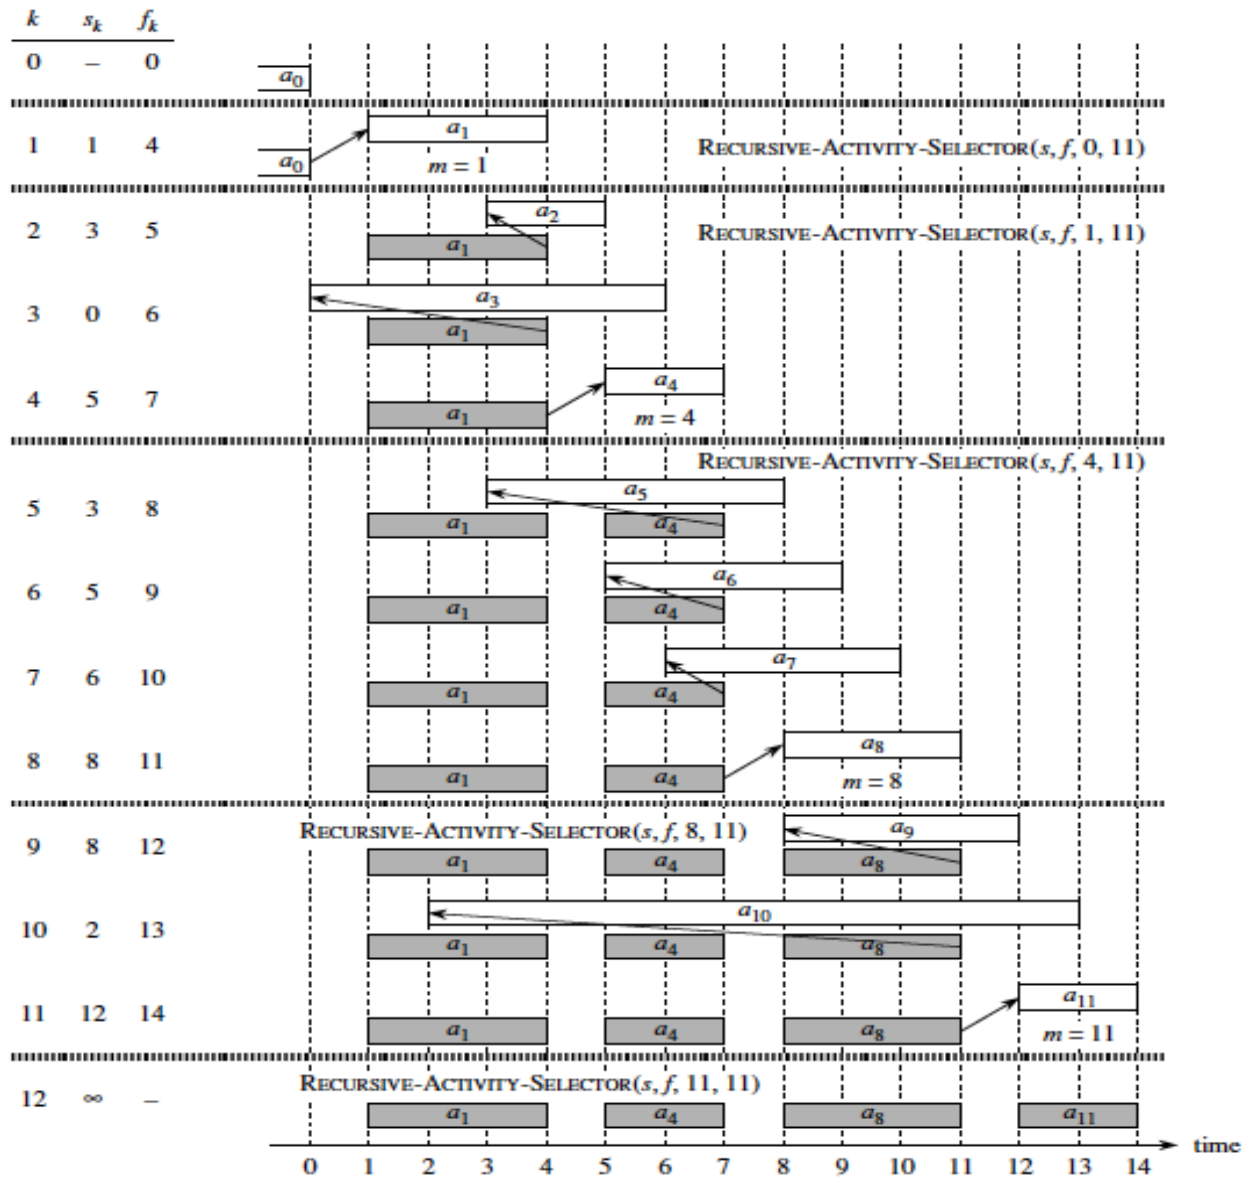 k s_k f_k
0 – 0
a_0
1 1 4
a_1
a_0
m = 1
RECURSIVE-ACTIVITY-SELECTOR(s, f, 0, 11)
2 3 5
a_2
a_1
RECURSIVE-ACTIVITY-SELECTOR(s, f, 1, 11)
3 0 6
a_3
a_1
4 5 7
a_4
a_1
m = 4
RECURSIVE-ACTIVITY-SELECTOR(s, f, 4, 11)
5 3 8
a_5
a_1 a_4
6 5 9
a_6
a_1 a_4
7 6 10
a_7
a_1 a_4
8 8 11
a_8
a_1 a_4
m = 8
RECURSIVE-ACTIVITY-SELECTOR(s, f, 8, 11)
9 8 12
a_9
a_1 a_4 a_8
10 2 13
a_10
a_1 a_4 a_8
11 12 14
a_11
a_1 a_4 a_8
m = 11
RECURSIVE-ACTIVITY-SELECTOR(s, f, 11, 11)
12 ∞ –
a_1 a_4 a_8 a_11
time
0 1 2 3 4 5 6 7 8 9 10 11 12 13 14